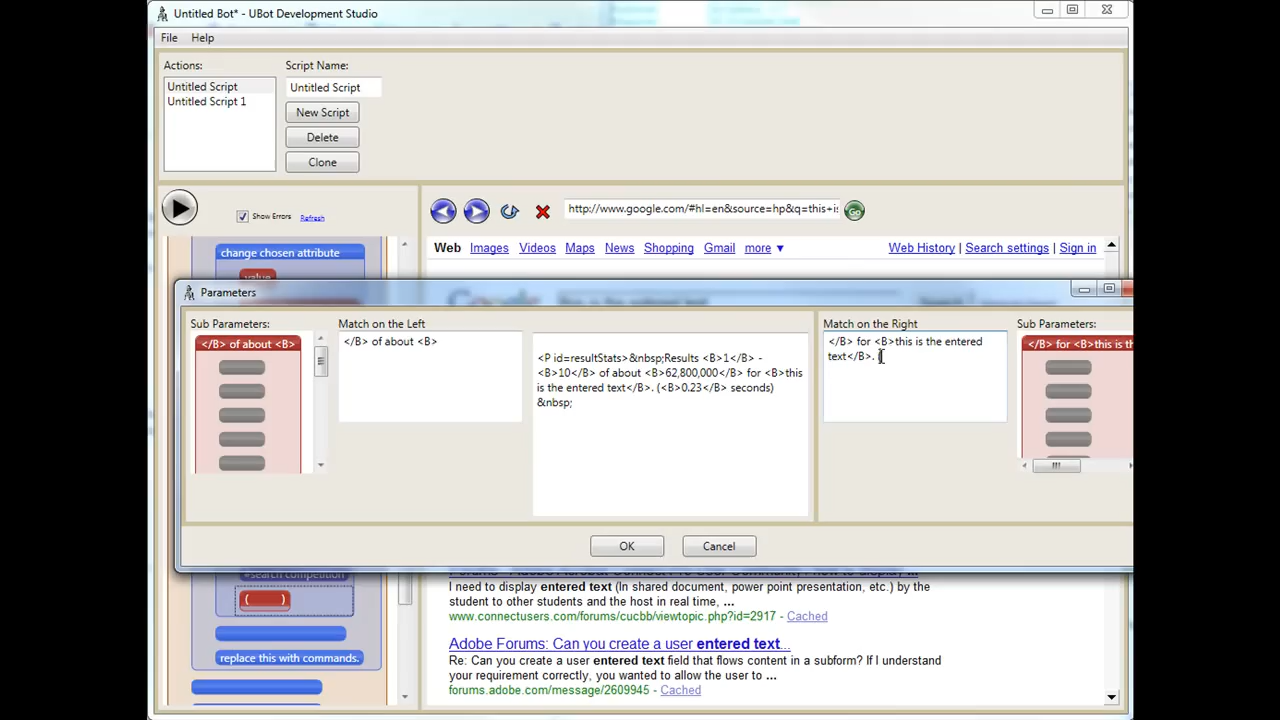 Untitled Bot* - UBot Development Studio
File Help
Actions:
Script Name:
Untitled Script
Untitled Script 1
Untitled Script
New Script
Delete
Clone
Show Errors Refresh
http://www.google.com/#hl=en&source=hp&q=this+is
Go
change chosen attribute
value
Web Images Videos Maps News Shopping Gmail more ▼
Web History | Search settings | Sign in
Parameters
Sub Parameters:
</B> of about <B>
Match on the Left
</B> of about <B>
<P id=resultStats>&nbsp;Results <B>1</B> -
<B>10</B> of about <B>62,800,000</B> for <B>this
is the entered text</B>. (<B>0.23</B> seconds)
&nbsp;
Match on the Right
</B> for <B>this is the entered
text</B>. (
Sub Parameters:
</B> for <B>this is th
OK
Cancel
#search competition
( )
replace this with commands.
I need to display entered text (In shared document, power point presentation, etc.) by the
student to other students and the host in real time, ...
www.connectusers.com/forums/cucbb/viewtopic.php?id=2917 - Cached
Adobe Forums: Can you create a user entered text...
Re: Can you create a user entered text field that flows content in a subform? If I understand
your requirement correctly, you wanted to allow the user to ...
forums.adobe.com/message/2609945 - Cached